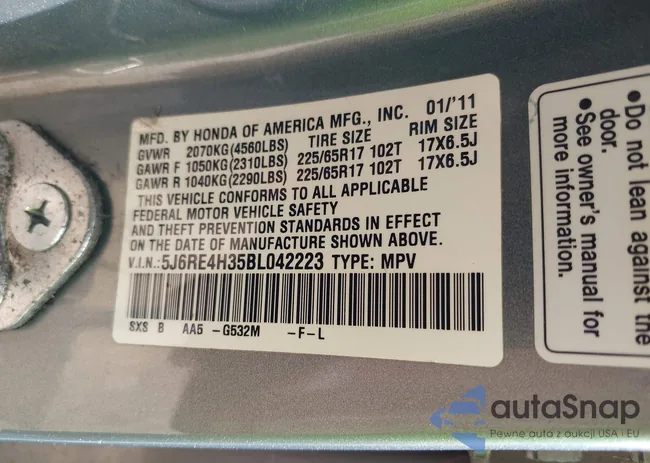 MFD. BY HONDA OF AMERICA MFG., INC. 01/'11
GVWR 2070KG(4560LBS) TIRE SIZE RIM SIZE
GAWR F 1050KG(2310LBS) 225/65R17 102T 17X6.5J
GAWR R 1040KG(2290LBS) 225/65R17 102T 17X6.5J
THIS VEHICLE CONFORMS TO ALL APPLICABLE
FEDERAL MOTOR VEHICLE SAFETY
AND THEFT PREVENTION STANDARDS IN EFFECT
ON THE DATE OF MANUFACTURE SHOWN ABOVE.
V.I.N.:5J6RE4H35BL042223 TYPE: MPV
SXS B AA5 -G532M -F-L
●Do not lean against
door.
●See owner's manual for
more information.
autaSnap
Pewne auta z aukcji USA i EU